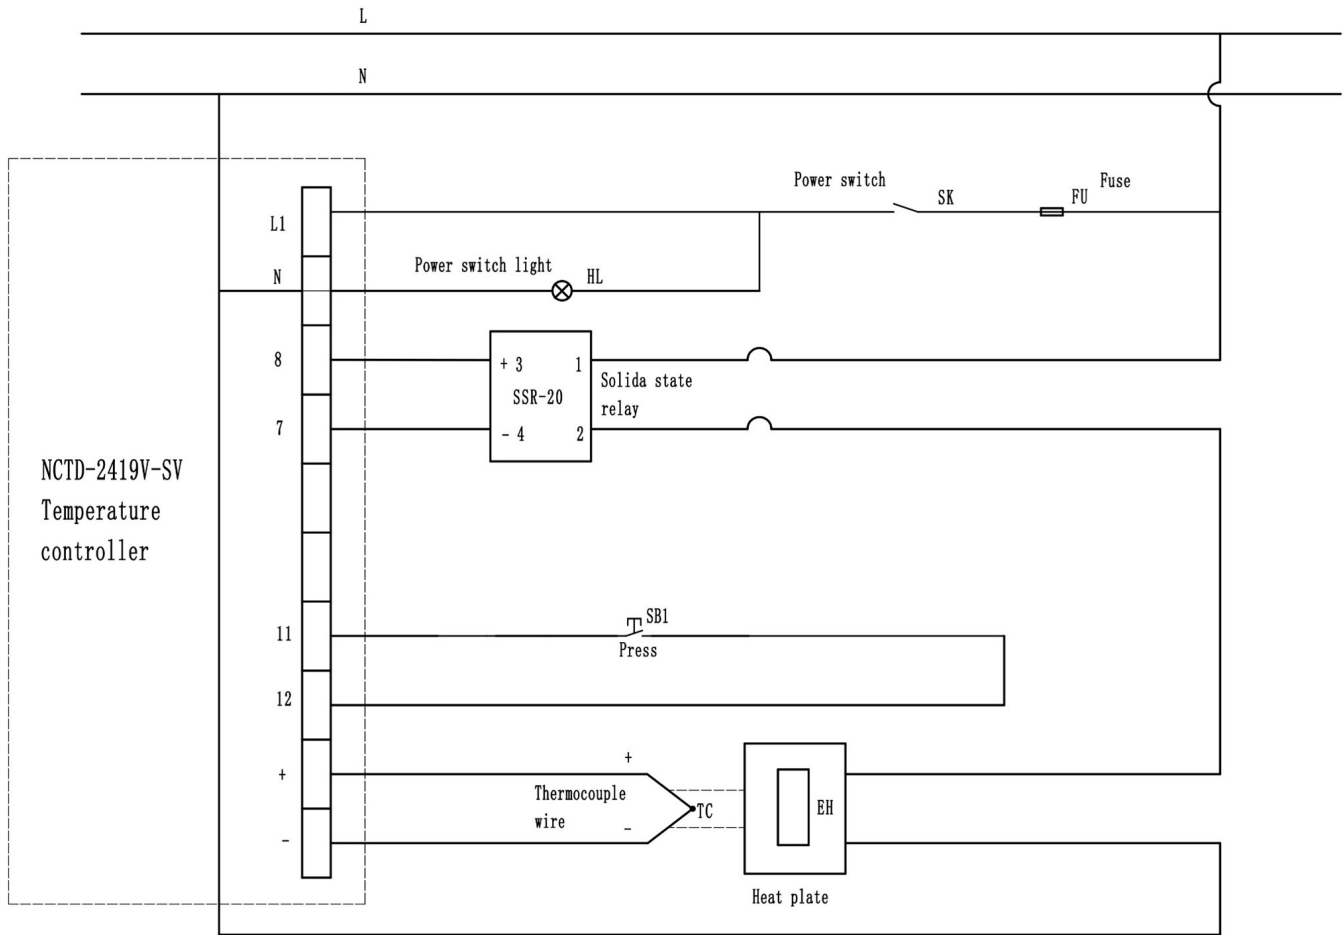 L
N
Power switch
SK
Fuse
FU
L1
Power switch light
HL
N
8
+ 3
1
SSR-20
Solida state
relay
7
- 4
2
NCTD-2419V-SV
Temperature
controller
11
SB1
Press
12
+
+
Thermocouple
wire
TC
EH
-
-
Heat plate